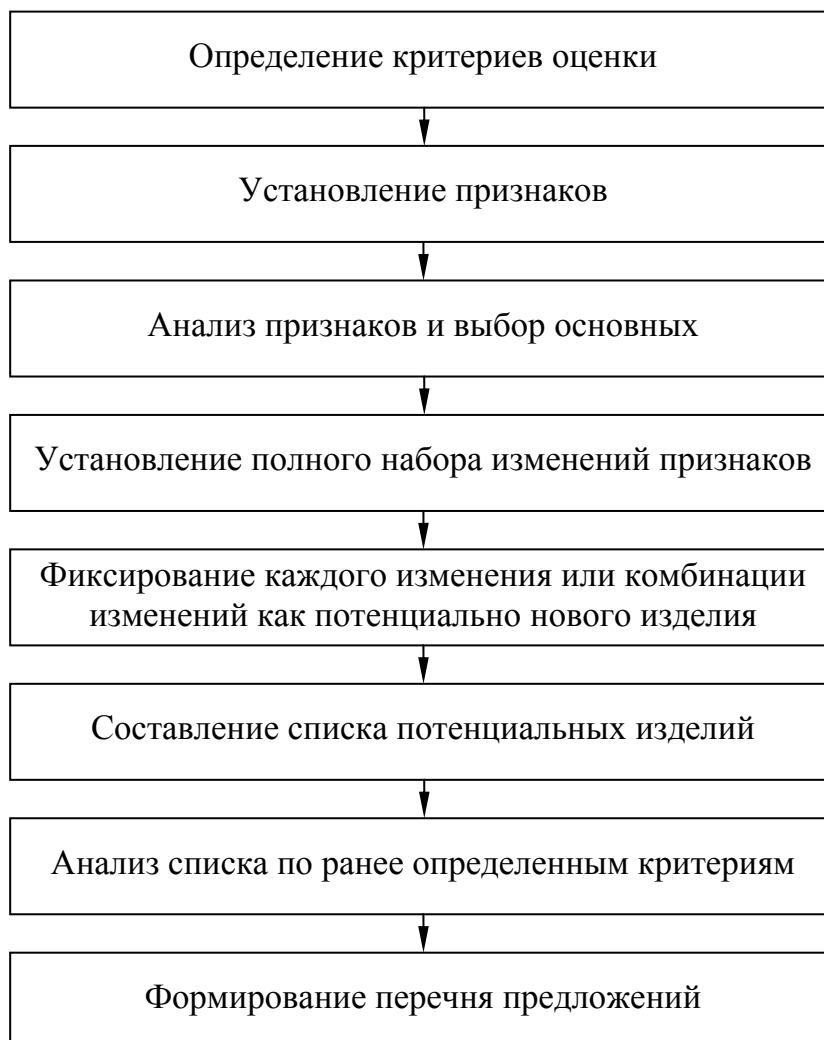 Определение критериев оценки
Установление признаков
Анализ признаков и выбор основных
Установление полного набора изменений признаков
Фиксирование каждого изменения или комбинации
изменений как потенциально нового изделия
Составление списка потенциальных изделий
Анализ списка по ранее определенным критериям
Формирование перечня предложений